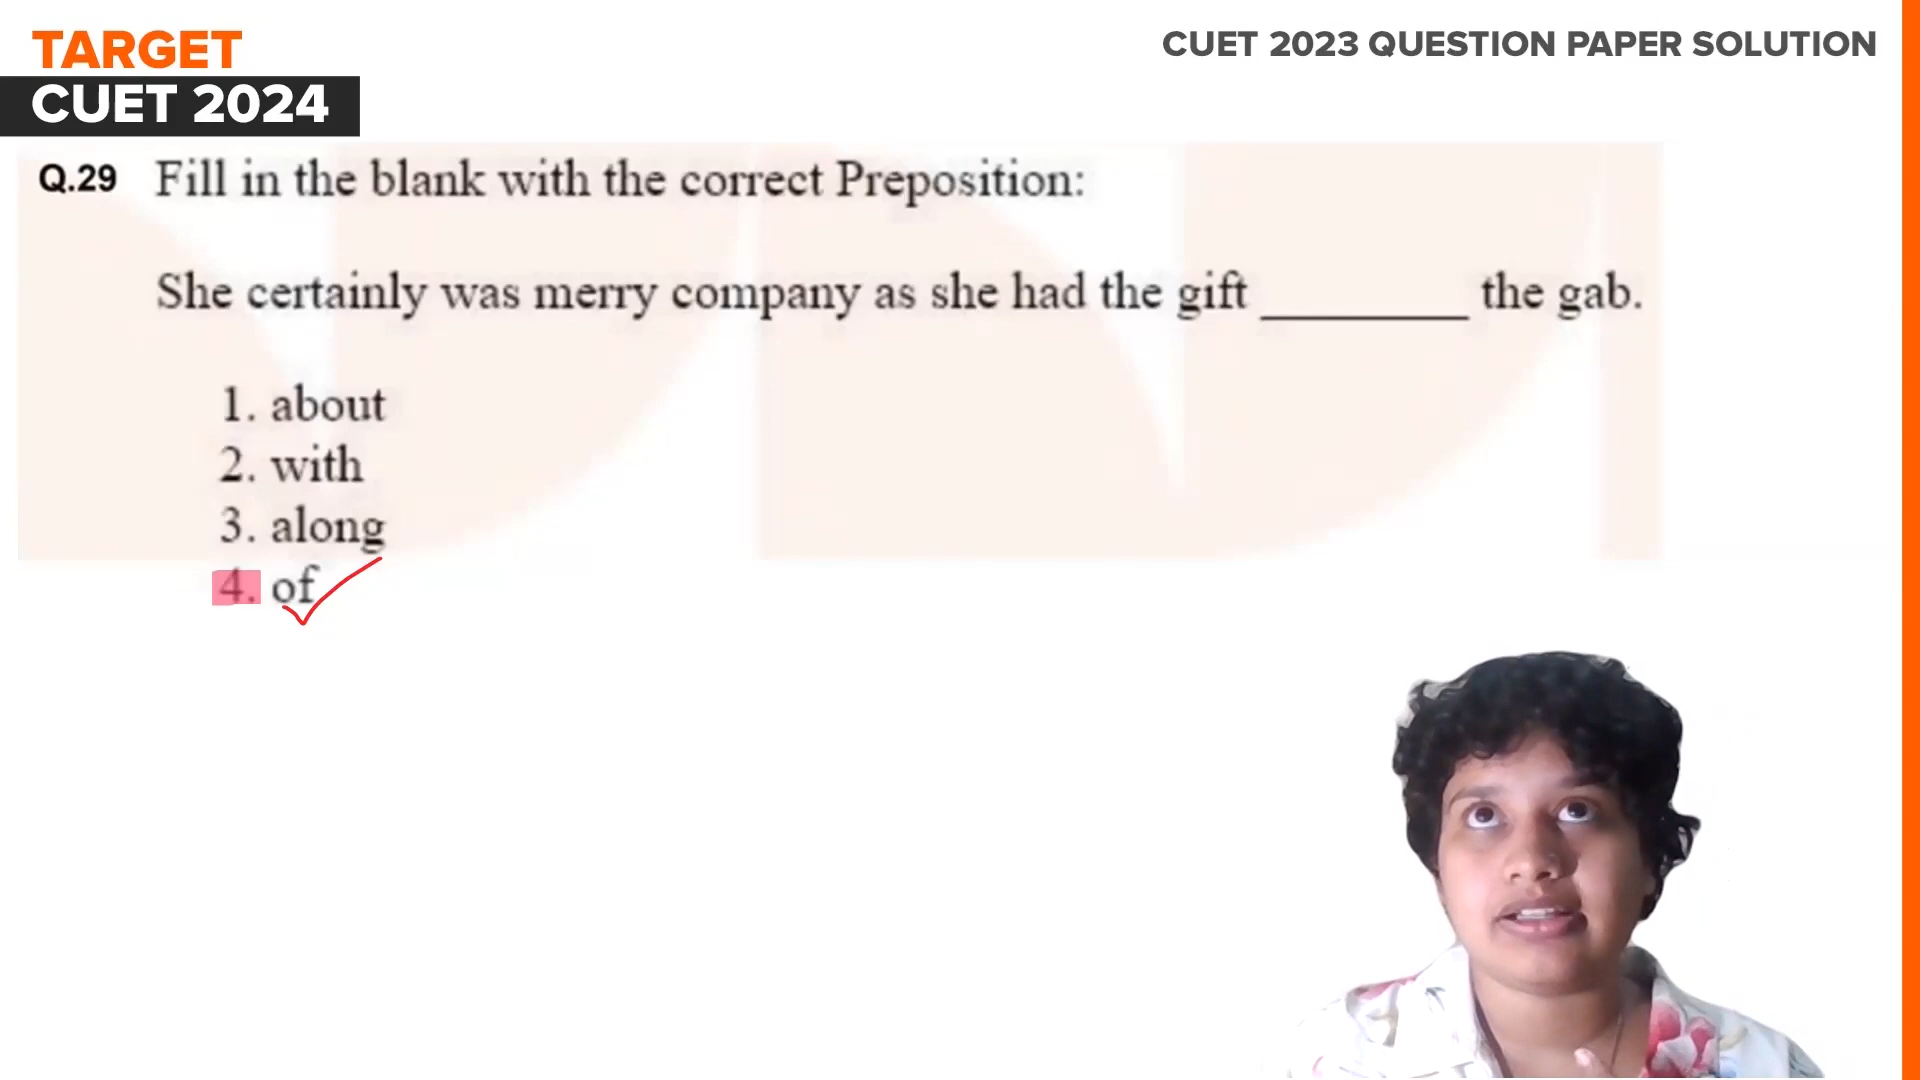 TARGET
CUET 2024
CUET 2023 QUESTION PAPER SOLUTION
Q.29 Fill in the blank with the correct Preposition:
She certainly was merry company as she had the gift ________ the gab.
1. about
2. with
3. along
4. of